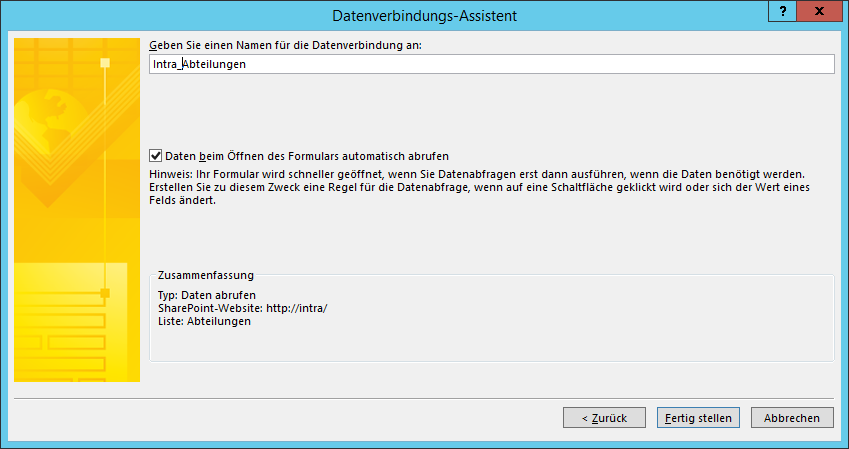 Datenverbindungs-Assistent
?
x
Geben Sie einen Namen für die Datenverbindung an:
Intra_Abteilungen
Daten beim Öffnen des Formulars automatisch abrufen
Hinweis: Ihr Formular wird schneller geöffnet, wenn Sie Datenabfragen erst dann ausführen, wenn die Daten benötigt werden.
Erstellen Sie zu diesem Zweck eine Regel für die Datenabfrage, wenn auf eine Schaltfläche geklickt wird oder sich der Wert eines
Felds ändert.
Zusammenfassung
Typ: Daten abrufen
SharePoint-Website: http://intra/
Liste: Abteilungen
< Zurück
Fertig stellen
Abbrechen